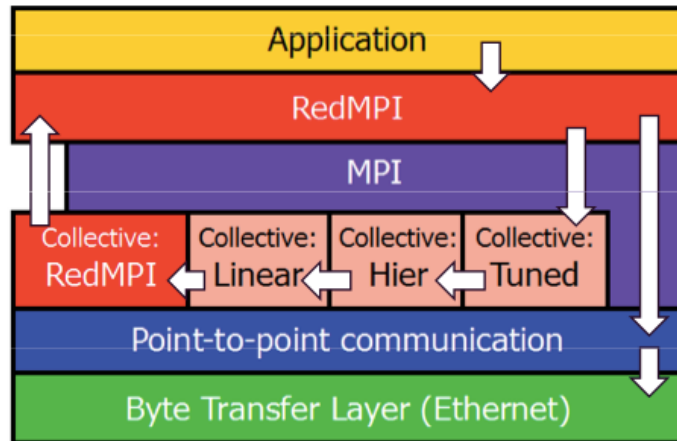 Application
RedMPI
MPI
Collective: Collective: Collective: Collective:
RedMPI Linear Hier Tuned
Point-to-point communication
Byte Transfer Layer (Ethernet)